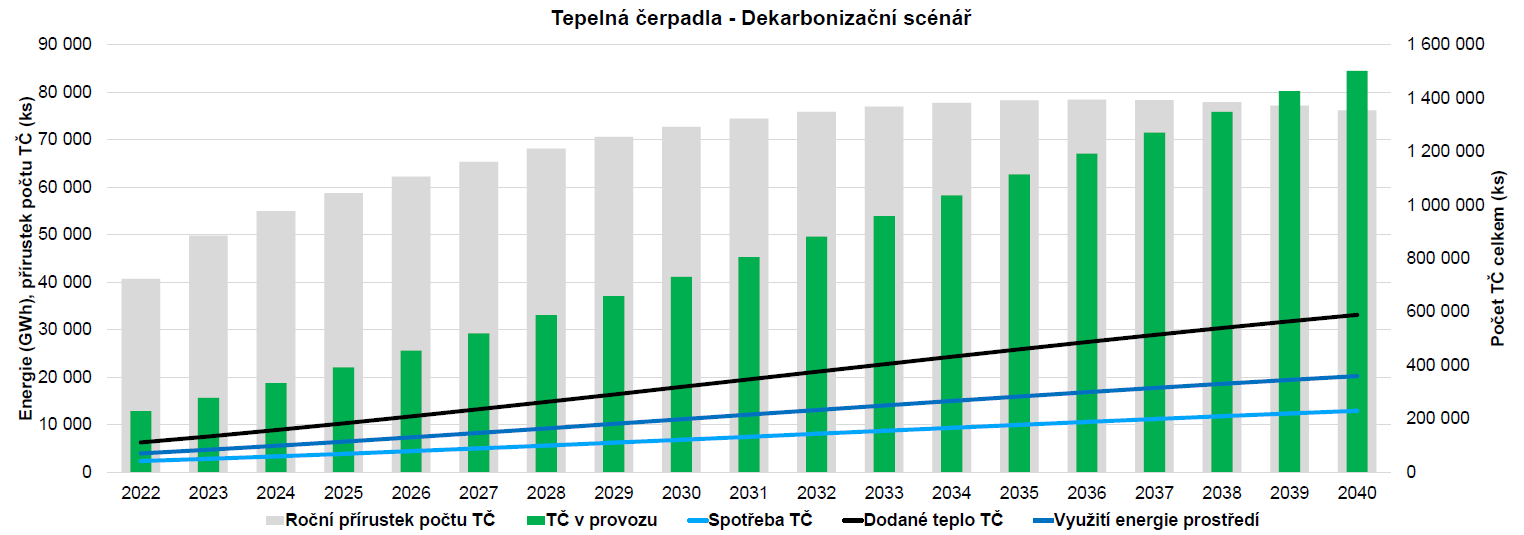 Tepelná čerpadla - Dekarbonizační scénář
Energie (GWh), přírustek počtu TČ (ks)
90 000
80 000
70 000
60 000
50 000
40 000
30 000
20 000
10 000
0
1 600 000
1 400 000
1 200 000
1 000 000
800 000
600 000
400 000
200 000
0
Počet TČ celkem (ks)
2022 2023 2024 2025 2026 2027 2028 2029 2030 2031 2032 2033 2034 2035 2036 2037 2038 2039 2040
Roční přírustek počtu TČ TČ v provozu Spotřeba TČ Dodané teplo TČ Využití energie prostředí